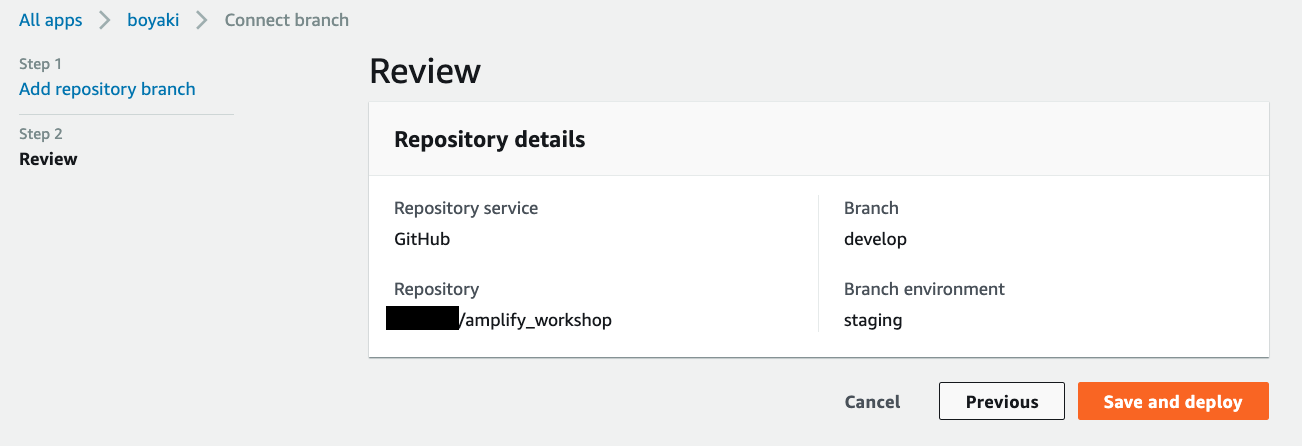 All apps > boyaki > Connect branch
Step 1
Add repository branch
Step 2
Review
Review
Repository details
Repository service
GitHub
Repository
/amplify_workshop
Branch
develop
Branch environment
staging
Cancel Previous Save and deploy